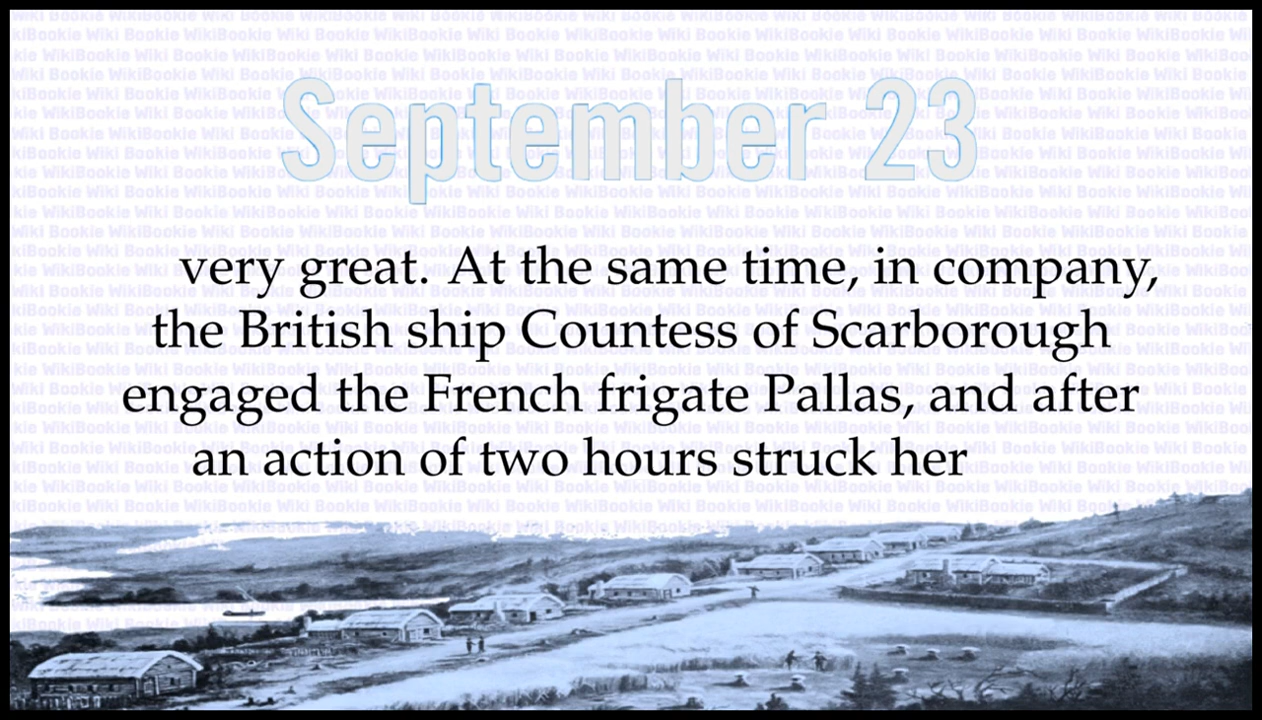 September 23
very great. At the same time, in company,
the British ship Countess of Scarborough
engaged the French frigate Pallas, and after
an action of two hours struck her